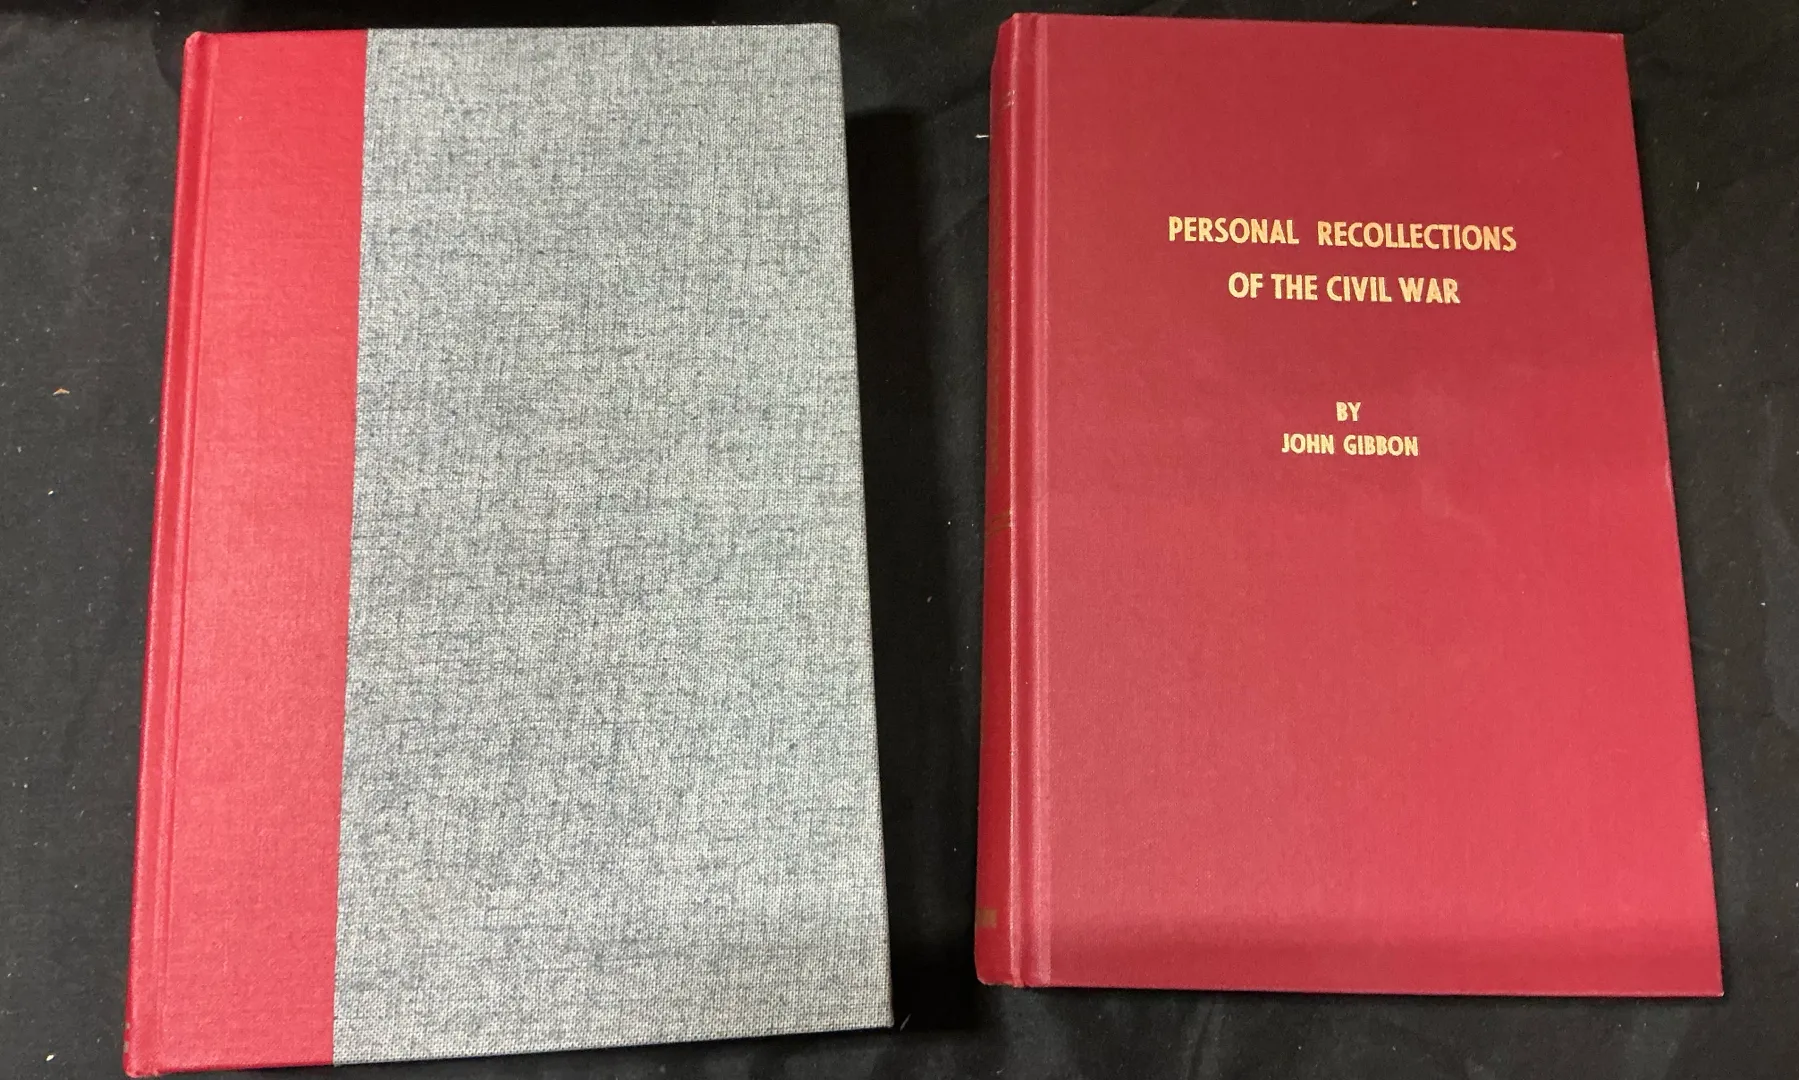 PERSONAL RECOLLECTIONS
OF THE CIVIL WAR
BY
JOHN GIBBON